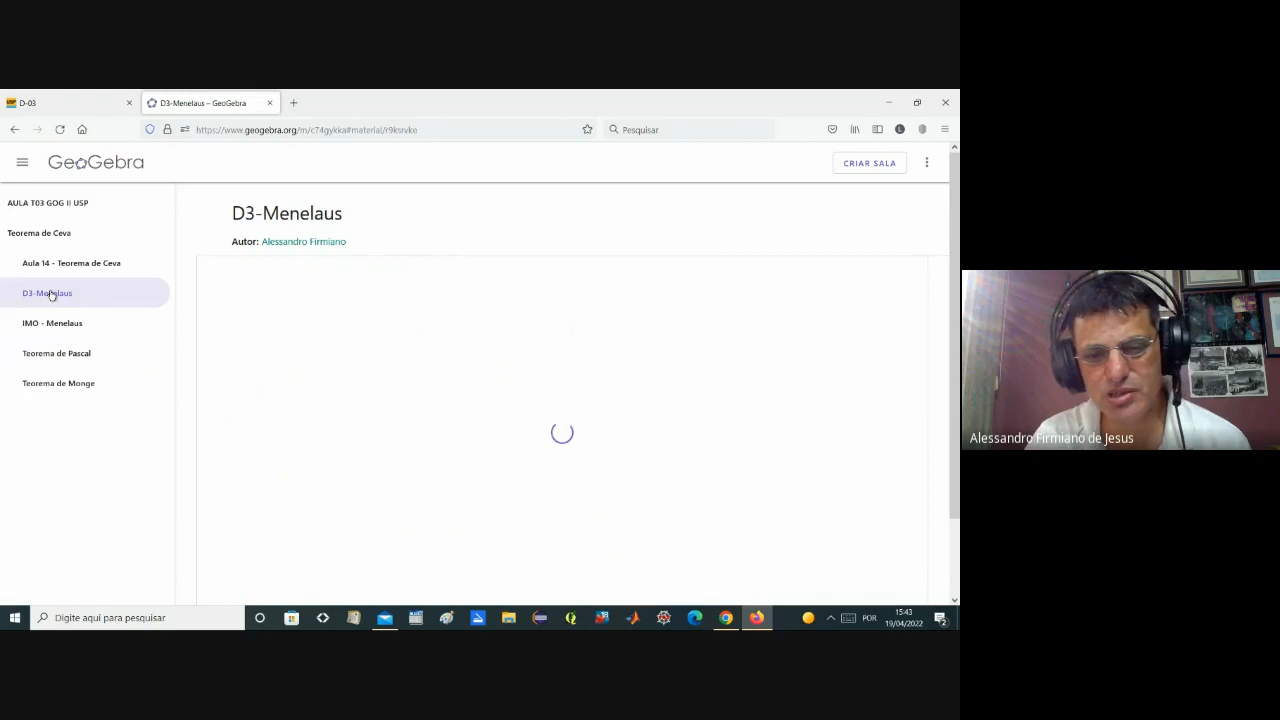 D-03
D3-Menelaus – GeoGebra
https://www.geogebra.org/m/c74gykka#material/r9ksrvke
Pesquisar
GeoGebra
CRIAR SALA
AULA T03 GOG II USP
Teorema de Ceva
Aula 14 - Teorema de Ceva
D3-Menelaus
IMO - Menelaus
Teorema de Pascal
Teorema de Monge
D3-Menelaus
Autor: Alessandro Firmiano
Alessandro Firmiano de Jesus
Digite aqui para pesquisar
POR
15:43
19/04/2022